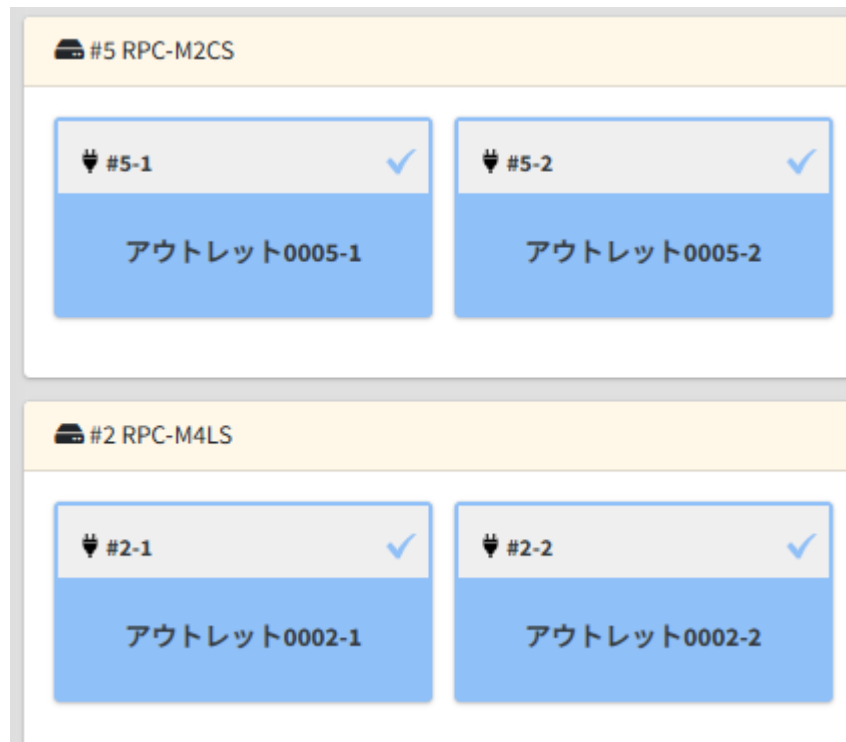 #5 RPC-M2CS
#5-1
#5-2
アウトレット0005-1
アウトレット0005-2
#2 RPC-M4LS
#2-1
#2-2
アウトレット0002-1
アウトレット0002-2